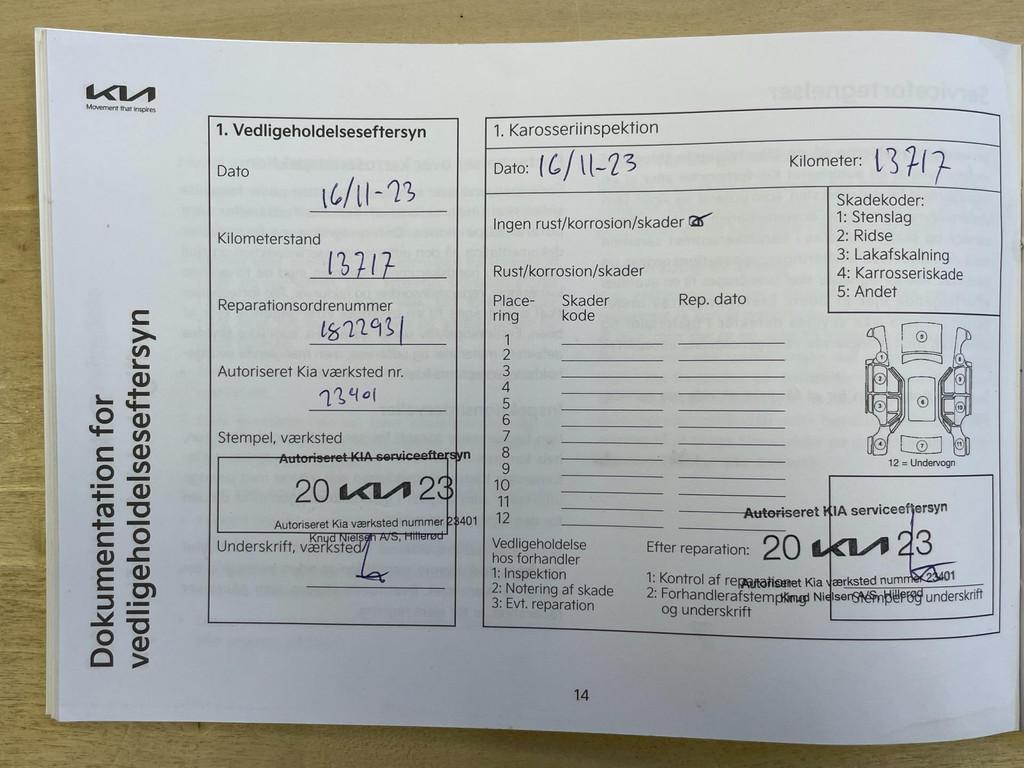 KIA
Movement that inspires
Dokumentation for
vedligeholdelseseftersyn
1. Vedligeholdelseseftersyn
Dato
16/11-23
Kilometerstand
13717
Reparationsordrenummer
1822931
Autoriseret Kia værksted nr.
23401
Stempel, værksted
Autoriseret KIA serviceeftersyn
20 KIA 23
Autoriseret Kia værksted nummer 23401
Knud Nielsen A/S, Hillerød
Underskrift, værksted
1. Karosseriinspektion
Dato: 16/11-23 Kilometer: 13717
Ingen rust/korrosion/skader
Skadekoder:
1: Stenslag
2: Ridse
3: Lakafskalning
4: Karrosseriskade
5: Andet
Rust/korrosion/skader
Place-
ring
Skader
kode
Rep. dato
1
2
3
4
5
6
7
8
9
10
11
12
12 = Undervogn
Vedligeholdelse
hos forhandler
1: Inspektion
2: Notering af skade
3: Evt. reparation
Efter reparation:
1: Kontrol af reparation
2: Forhandlerafstempling
og underskrift
Autoriseret KIA serviceeftersyn
20 KIA 23
Autoriseret Kia værksted nummer 23401
Knud Nielsen A/S, Hillerød
Stempel og underskrift
14